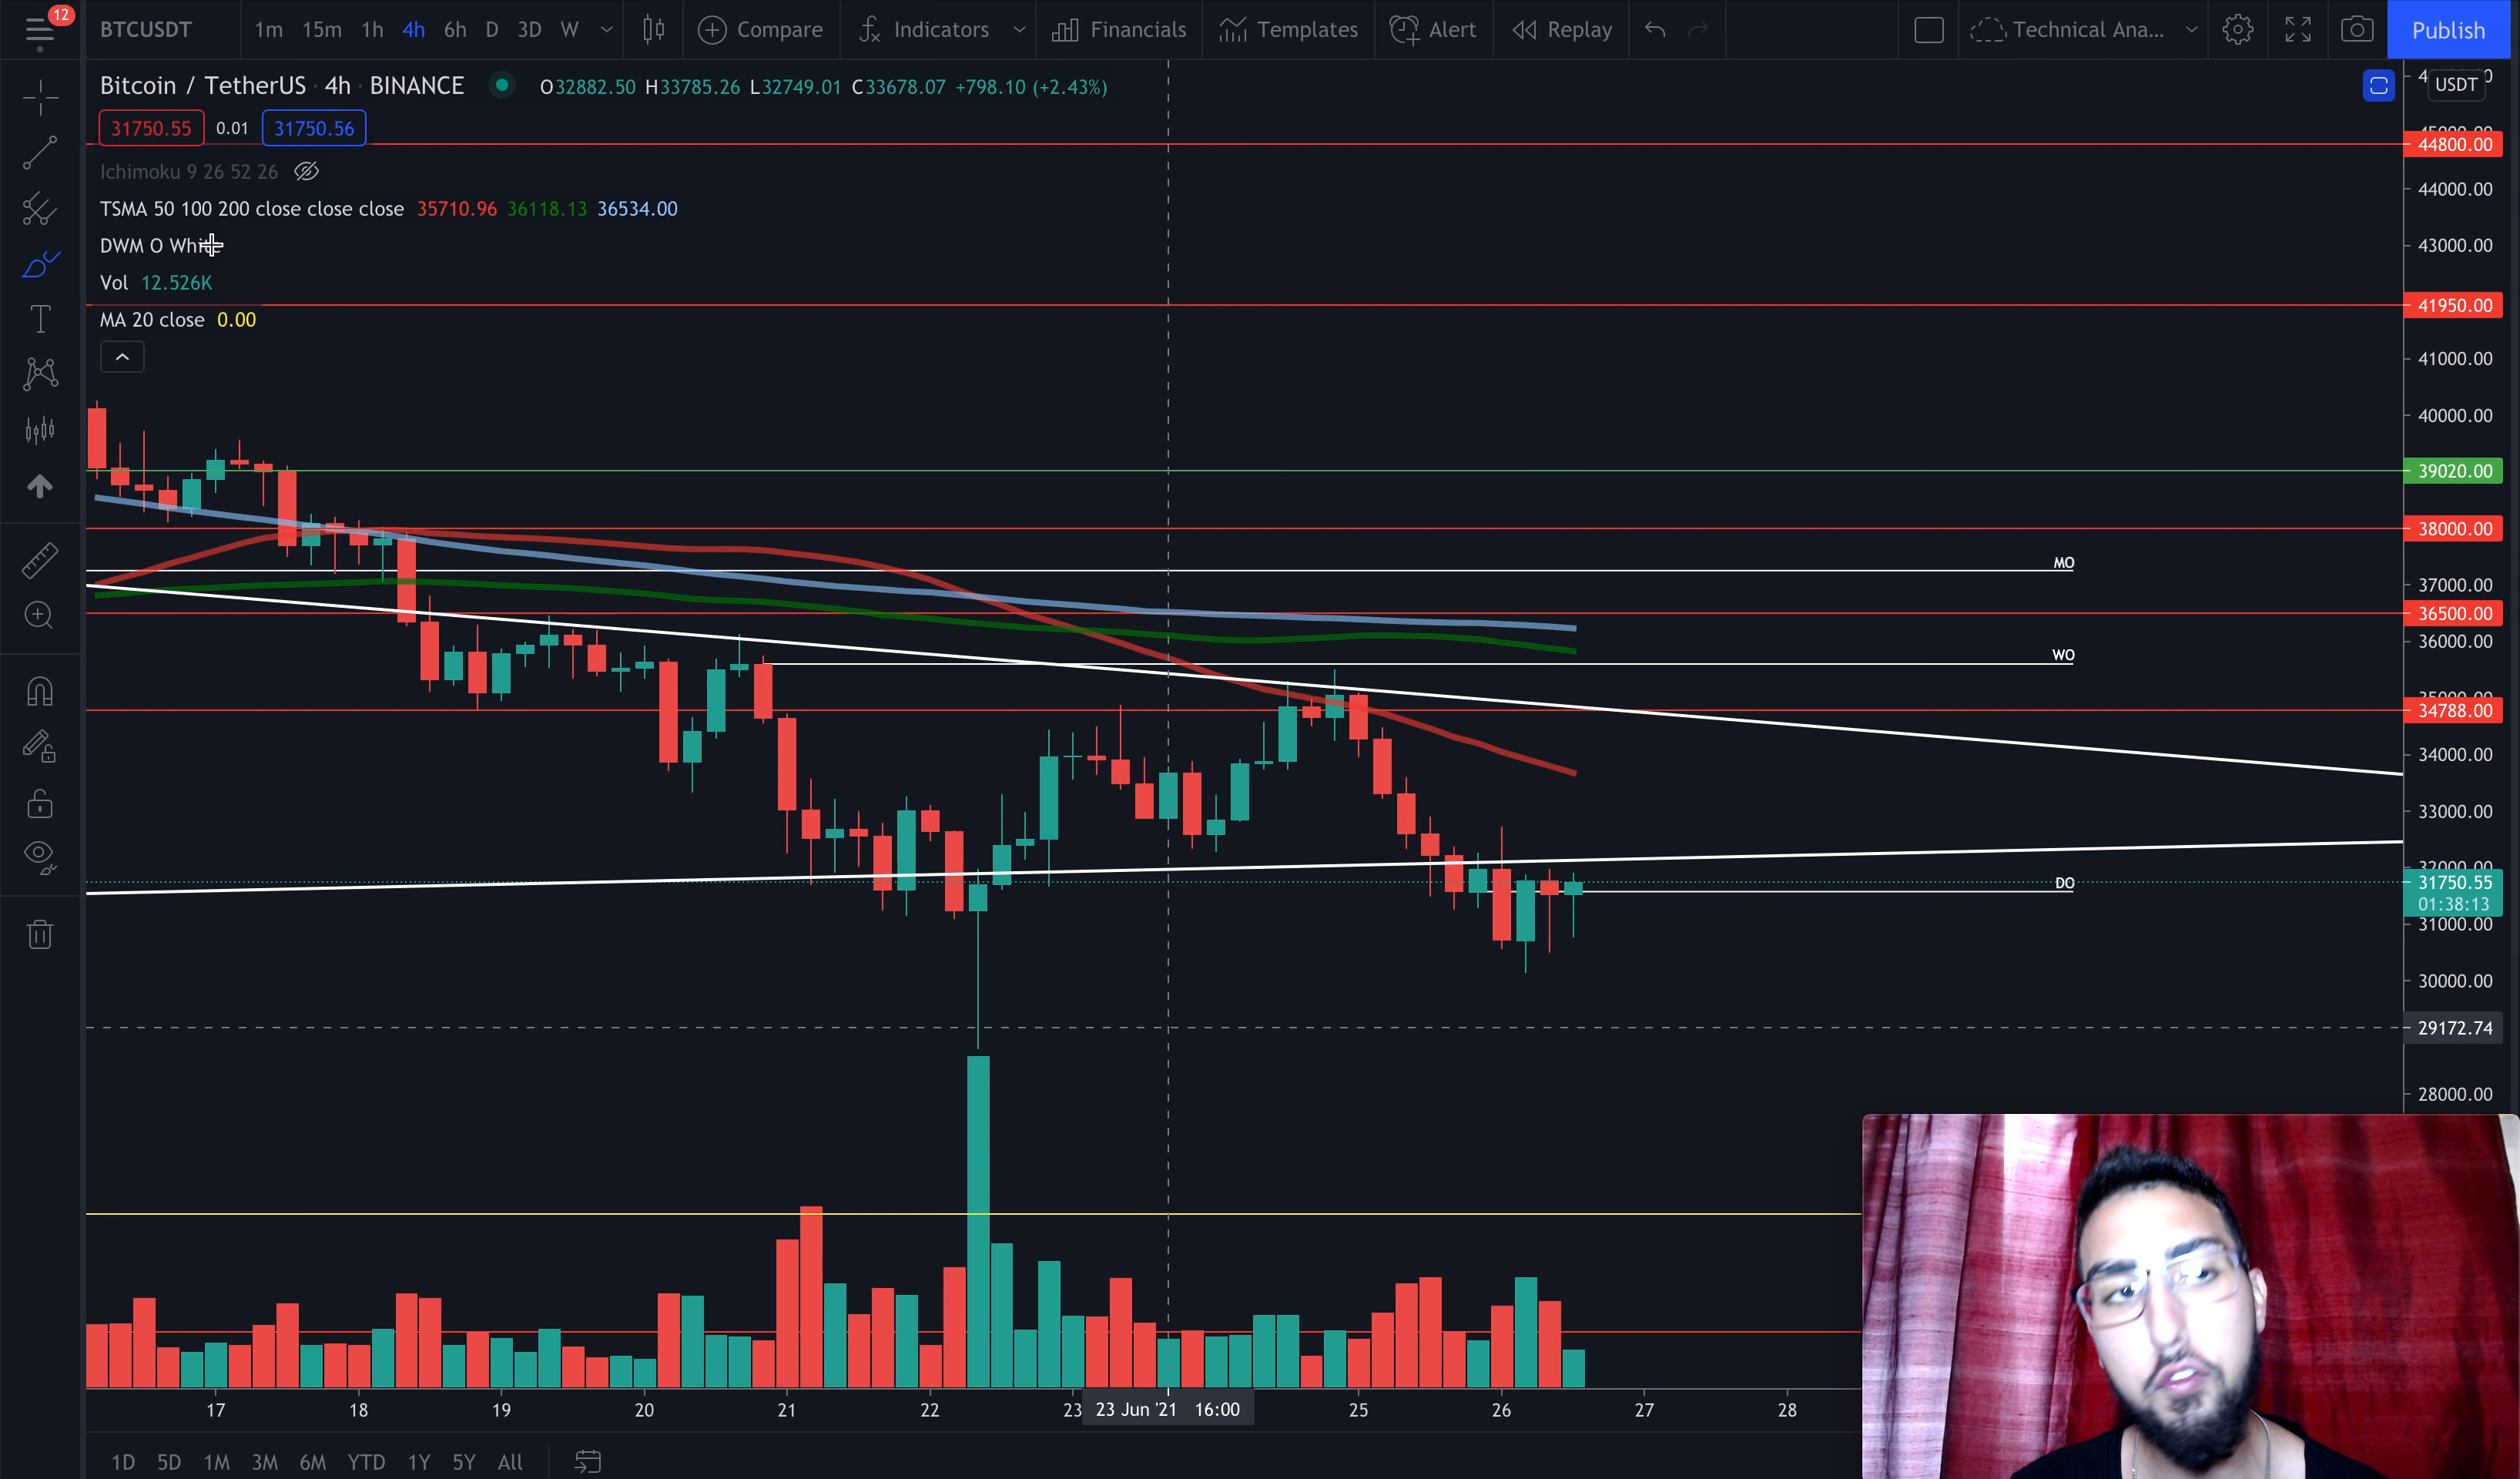 12
BTCUSDT 1m 15m 1h 4h 6h D 3D W Compare Indicators Financials Templates Alert Replay Technical Ana... Publish
Bitcoin / TetherUS · 4h · BINANCE O32882.50 H33785.26 L32749.01 C33678.07 +798.10 (+2.43%)
USDT
31750.55 0.01 31750.56
44800.00
Ichimoku 9 26 52 26
44000.00
TSMA 50 100 200 close close close 35710.96 36118.13 36534.00
DWM O White
43000.00
Vol 12.526K
41950.00
MA 20 close 0.00
41000.00
40000.00
39020.00
38000.00
MO
37000.00
36500.00
36000.00
WO
35000.00
34788.00
34000.00
33000.00
32000.00
DO
31750.55
01:38:13
31000.00
30000.00
29172.74
28000.00
17 18 19 20 21 22 23 23 Jun '21 16:00 25 26 27 28
1D 5D 1M 3M 6M YTD 1Y 5Y All